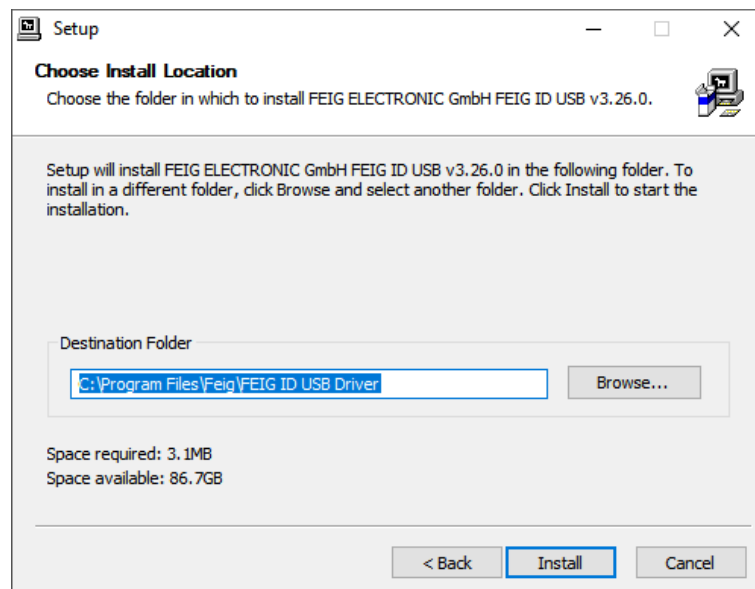 Setup
Choose Install Location
Choose the folder in which to install FEIG ELECTRONIC GmbH FEIG ID USB v3.26.0.
Setup will install FEIG ELECTRONIC GmbH FEIG ID USB v3.26.0 in the following folder. To
install in a different folder, click Browse and select another folder. Click Install to start the
installation.
Destination Folder
C:\Program Files\Feig\FEIG ID USB Driver
Browse...
Space required: 3.1MB
Space available: 86.7GB
< Back
Install
Cancel